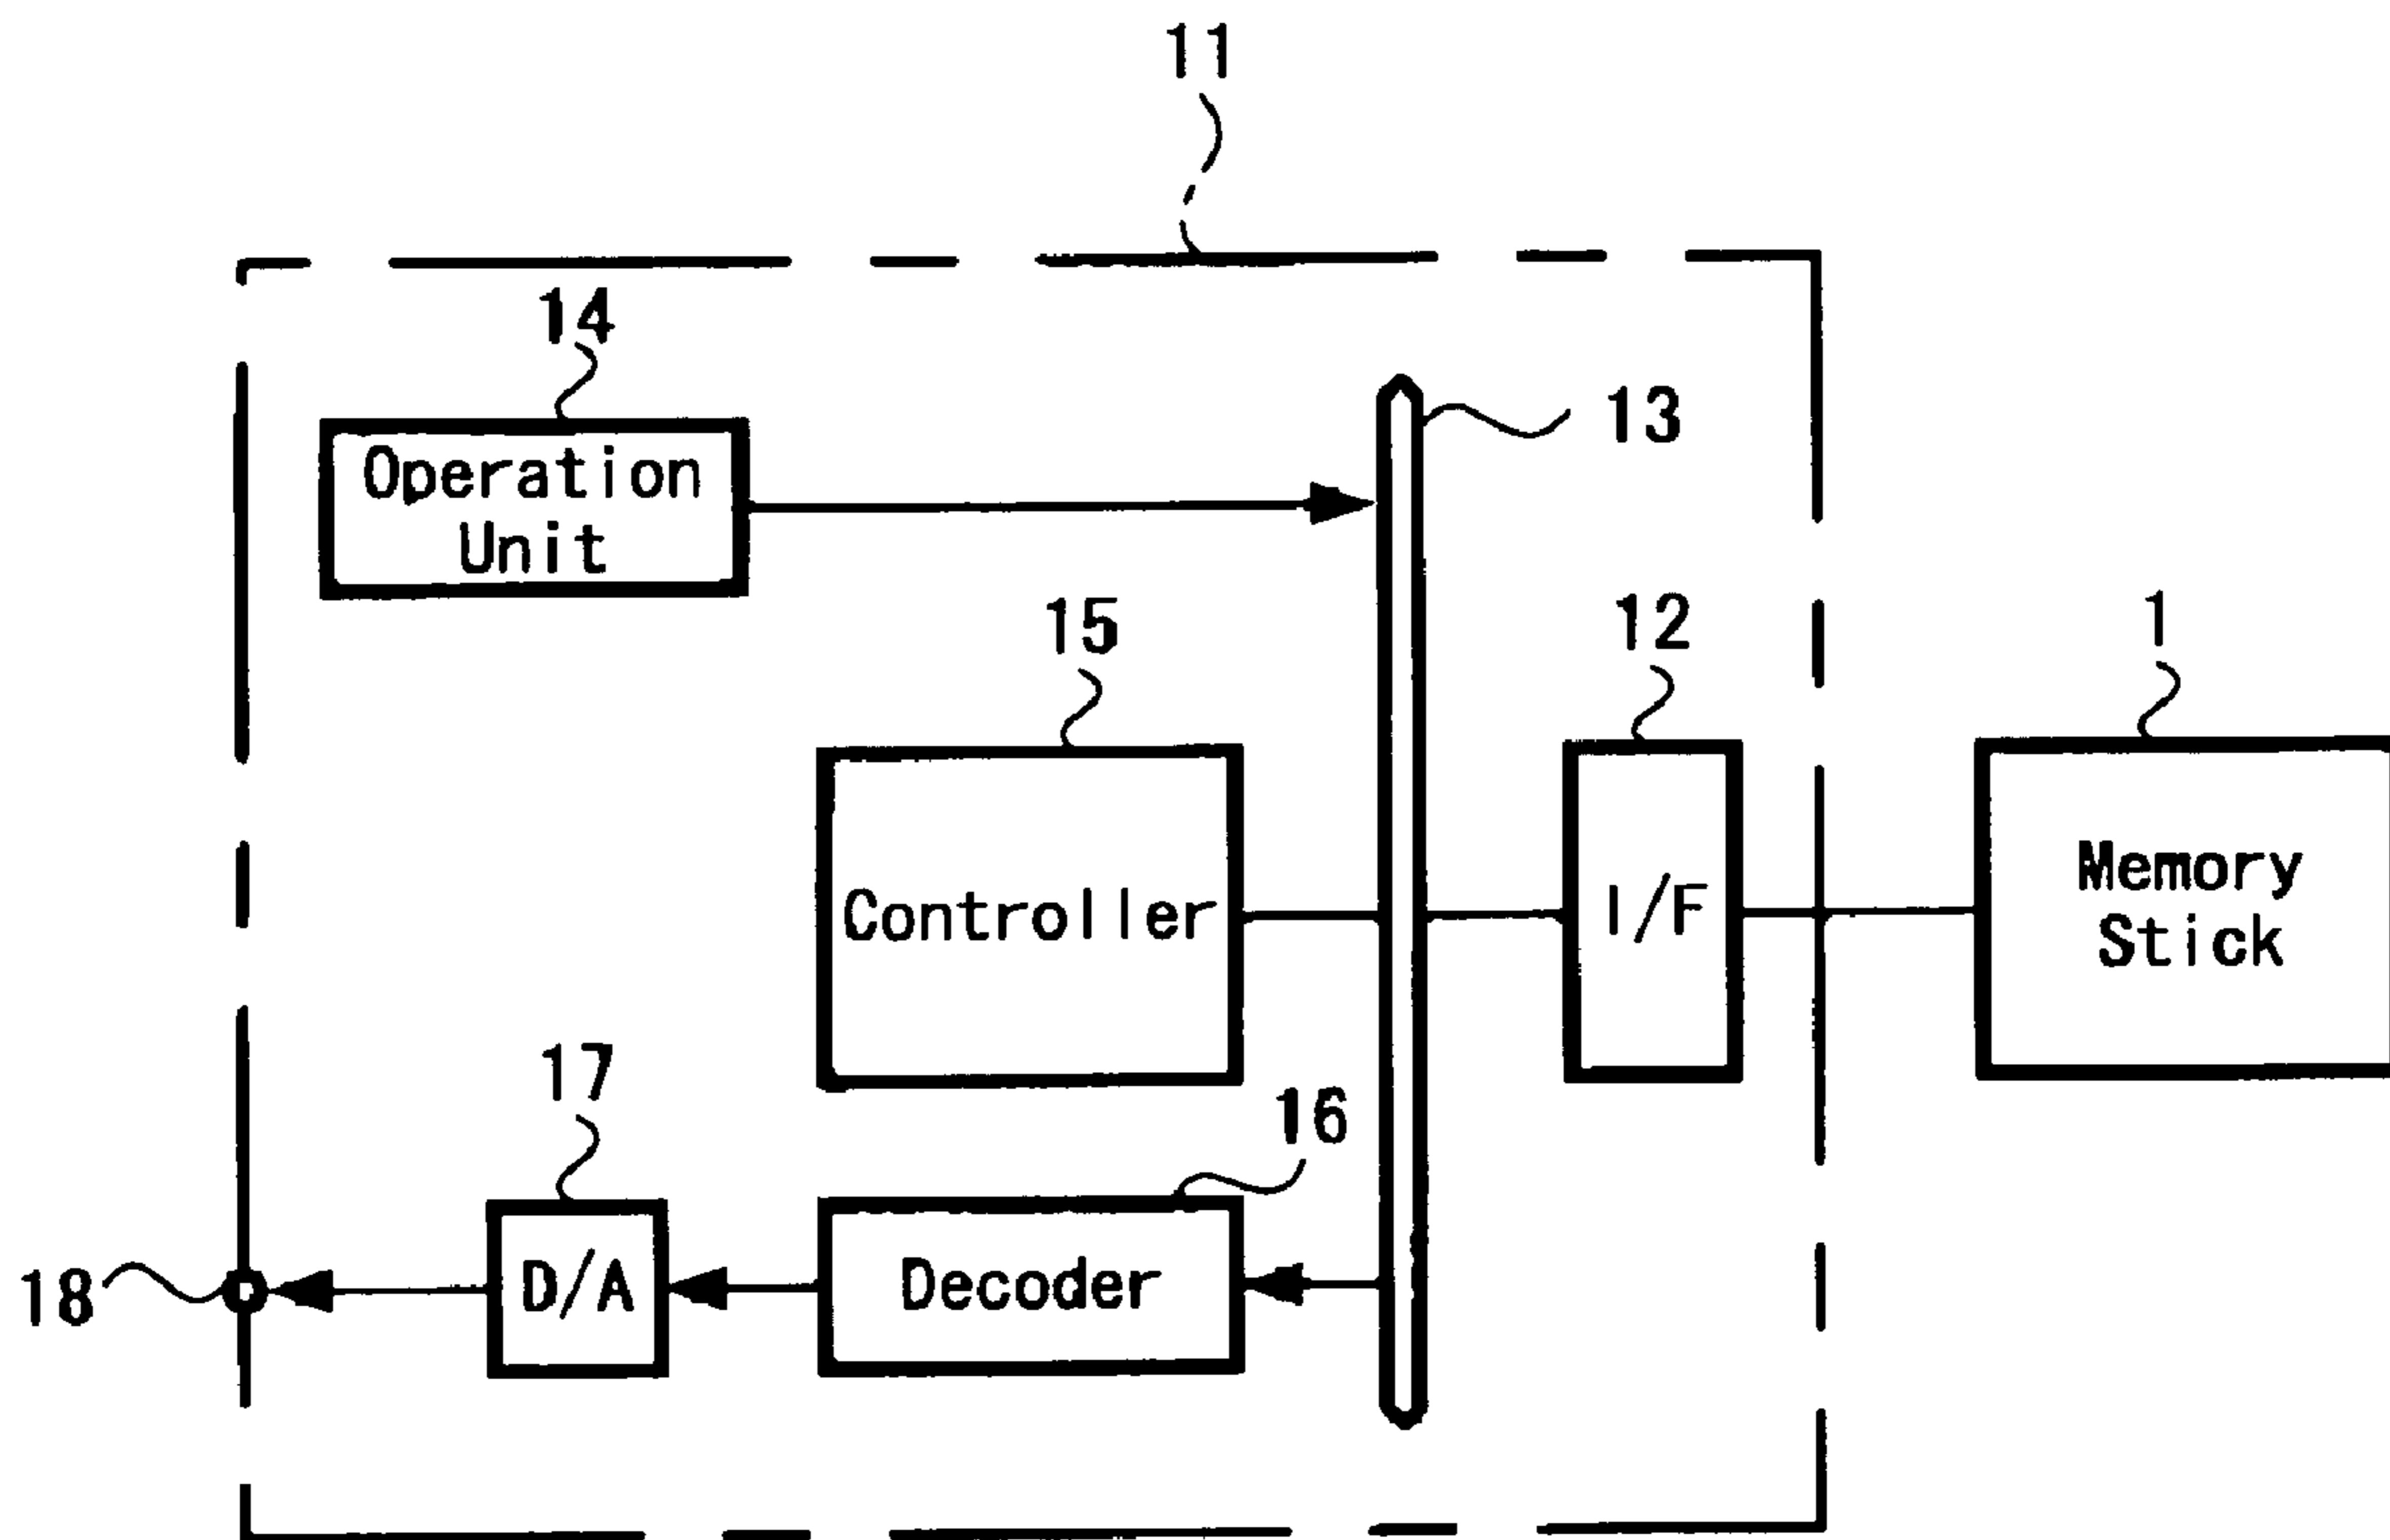 11
14
13
Operation
Unit
15
12
1
Controller
I/F
Memory
Stick
17
16
18
D/A
Decoder